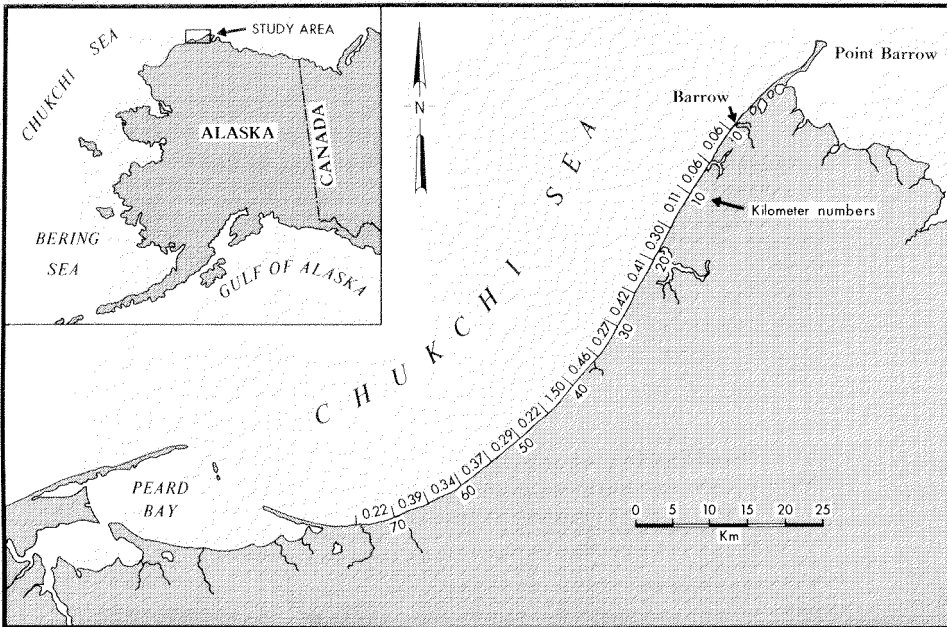 STUDY AREA
CHUKCHI SEA
ALASKA
CANADA
BERING
SEA
GULF OF ALASKA
N
Point Barrow
Barrow
Kilometer numbers
CHUKCHI SEA
0.06
0.06
0.11
0.30
0.41
0.42
0.27
0.46
1.50
0.22
0.29
0.37
0.34
0.39
0.22
0
10
20
30
40
50
60
70
PEARD
BAY
0 5 10 15 20 25
Km